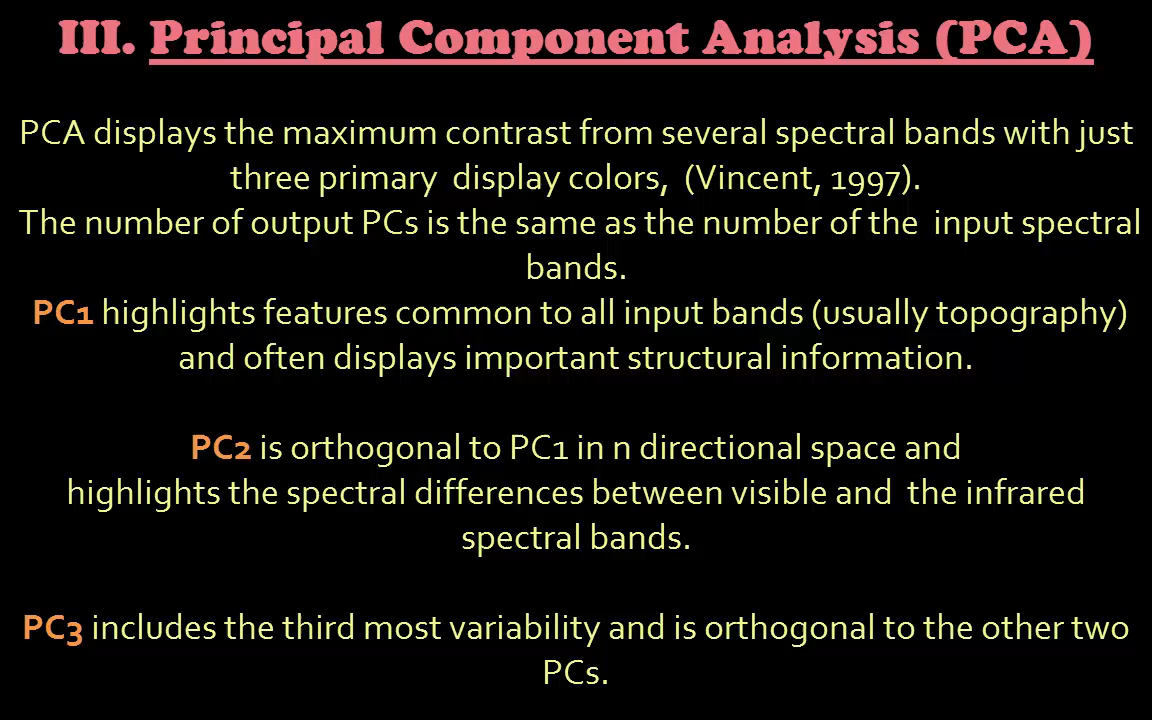 III. Principal Component Analysis (PCA)
PCA displays the maximum contrast from several spectral bands with just
three primary display colors, (Vincent, 1997).
The number of output PCs is the same as the number of the input spectral
bands.
PC1 highlights features common to all input bands (usually topography)
and often displays important structural information.
PC2 is orthogonal to PC1 in n directional space and
highlights the spectral differences between visible and the infrared
spectral bands.
PC3 includes the third most variability and is orthogonal to the other two
PCs.